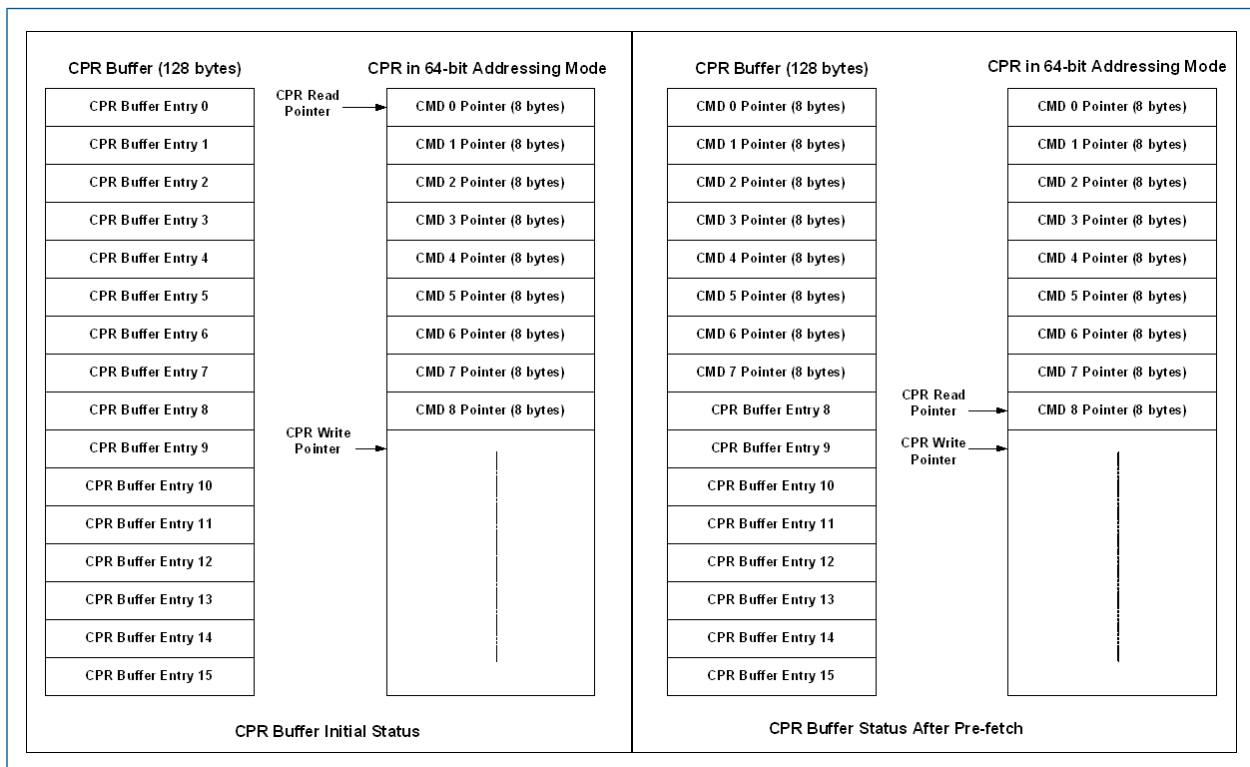 CPR Buffer (128 bytes)
CPR Buffer Entry 0
CPR Buffer Entry 1
CPR Buffer Entry 2
CPR Buffer Entry 3
CPR Buffer Entry 4
CPR Buffer Entry 5
CPR Buffer Entry 6
CPR Buffer Entry 7
CPR Buffer Entry 8
CPR Buffer Entry 9
CPR Buffer Entry 10
CPR Buffer Entry 11
CPR Buffer Entry 12
CPR Buffer Entry 13
CPR Buffer Entry 14
CPR Buffer Entry 15
CPR Read
Pointer
CPR Write
Pointer
CPR in 64-bit Addressing Mode
CMD 0 Pointer (8 bytes)
CMD 1 Pointer (8 bytes)
CMD 2 Pointer (8 bytes)
CMD 3 Pointer (8 bytes)
CMD 4 Pointer (8 bytes)
CMD 5 Pointer (8 bytes)
CMD 6 Pointer (8 bytes)
CMD 7 Pointer (8 bytes)
CMD 8 Pointer (8 bytes)
CPR Buffer Initial Status
CPR Buffer (128 bytes)
CMD 0 Pointer (8 bytes)
CMD 1 Pointer (8 bytes)
CMD 2 Pointer (8 bytes)
CMD 3 Pointer (8 bytes)
CMD 4 Pointer (8 bytes)
CMD 5 Pointer (8 bytes)
CMD 6 Pointer (8 bytes)
CMD 7 Pointer (8 bytes)
CPR Buffer Entry 8
CPR Buffer Entry 9
CPR Buffer Entry 10
CPR Buffer Entry 11
CPR Buffer Entry 12
CPR Buffer Entry 13
CPR Buffer Entry 14
CPR Buffer Entry 15
CPR Read
Pointer
CPR Write
Pointer
CPR in 64-bit Addressing Mode
CMD 0 Pointer (8 bytes)
CMD 1 Pointer (8 bytes)
CMD 2 Pointer (8 bytes)
CMD 3 Pointer (8 bytes)
CMD 4 Pointer (8 bytes)
CMD 5 Pointer (8 bytes)
CMD 6 Pointer (8 bytes)
CMD 7 Pointer (8 bytes)
CMD 8 Pointer (8 bytes)
CPR Buffer Status After Pre-fetch